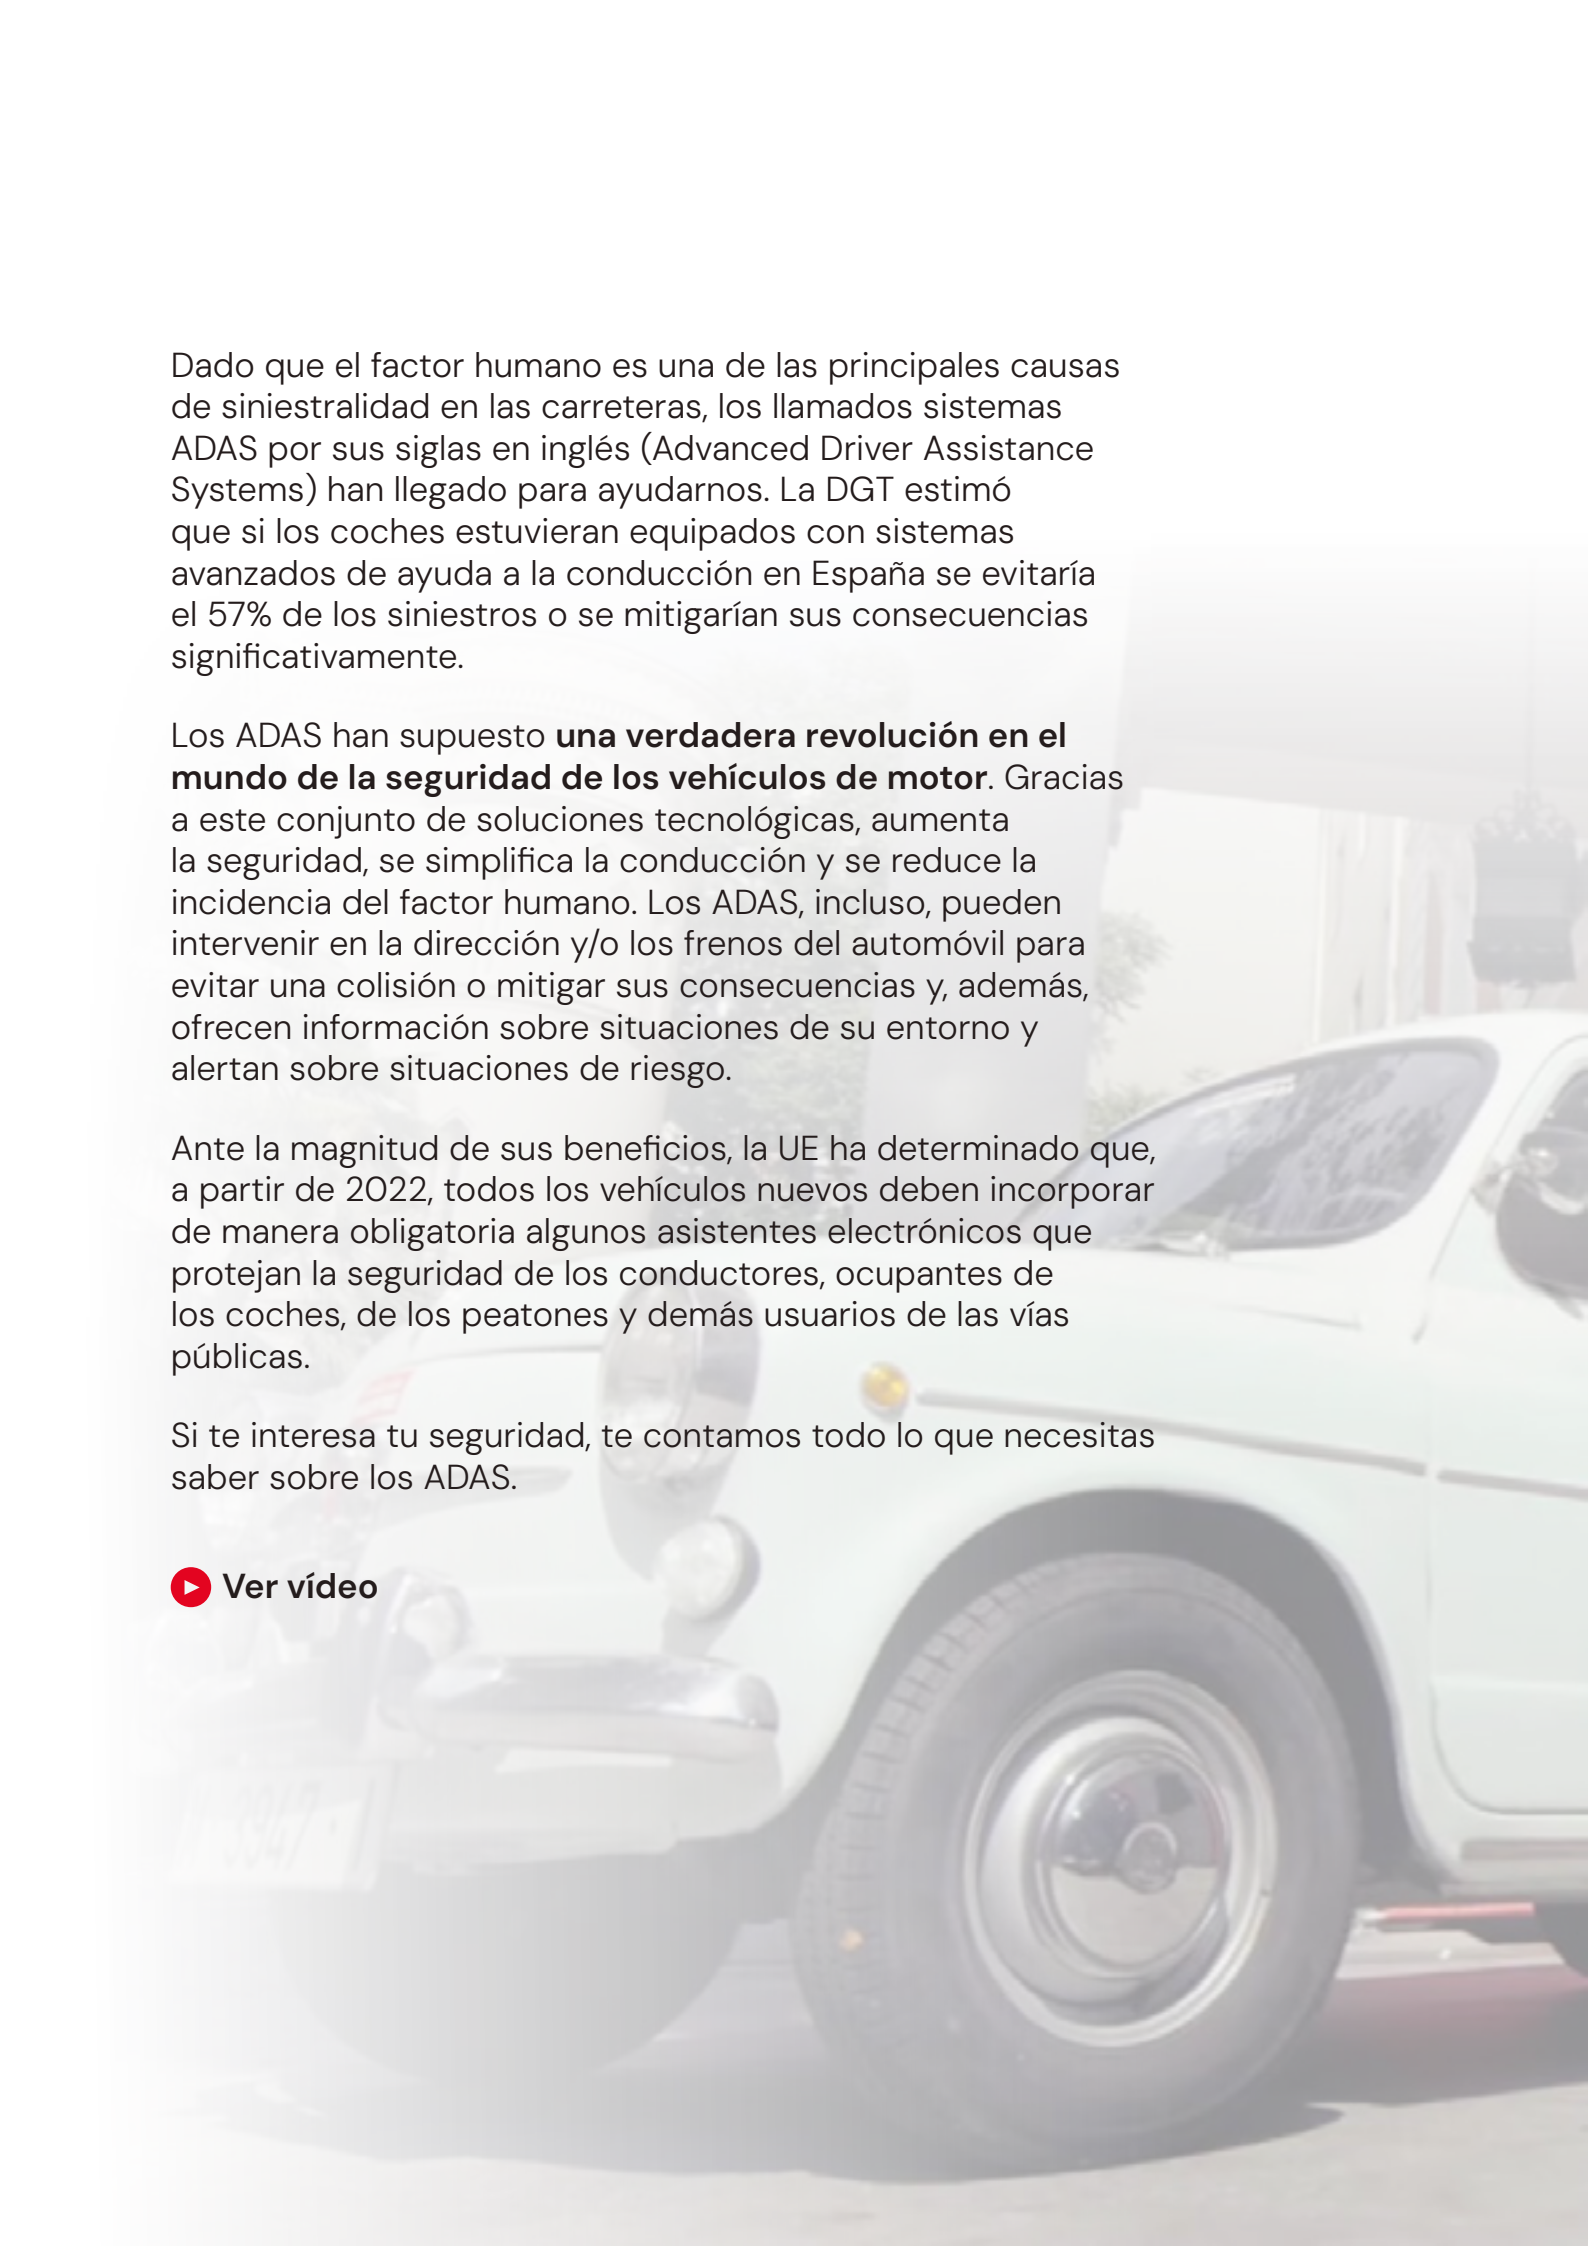 Dado que el factor humano es una de las principales causas
de siniestralidad en las carreteras, los llamados sistemas
ADAS por sus siglas en inglés (Advanced Driver Assistance
Systems) han llegado para ayudarnos. La DGT estimó
que si los coches estuvieran equipados con sistemas
avanzados de ayuda a la conducción en España se evitaría
el 57% de los siniestros o se mitigarían sus consecuencias
significativamente.
Los ADAS han supuesto una verdadera revolución en el
mundo de la seguridad de los vehículos de motor. Gracias
a este conjunto de soluciones tecnológicas, aumenta
la seguridad, se simplifica la conducción y se reduce la
incidencia del factor humano. Los ADAS, incluso, pueden
intervenir en la dirección y/o los frenos del automóvil para
evitar una colisión o mitigar sus consecuencias y, además,
ofrecen información sobre situaciones de su entorno y
alertan sobre situaciones de riesgo.
Ante la magnitud de sus beneficios, la UE ha determinado que,
a partir de 2022, todos los vehículos nuevos deben incorporar
de manera obligatoria algunos asistentes electrónicos que
protejan la seguridad de los conductores, ocupantes de
los coches, de los peatones y demás usuarios de las vías
públicas.
Si te interesa tu seguridad, te contamos todo lo que necesitas
saber sobre los ADAS.
Ver vídeo
3947